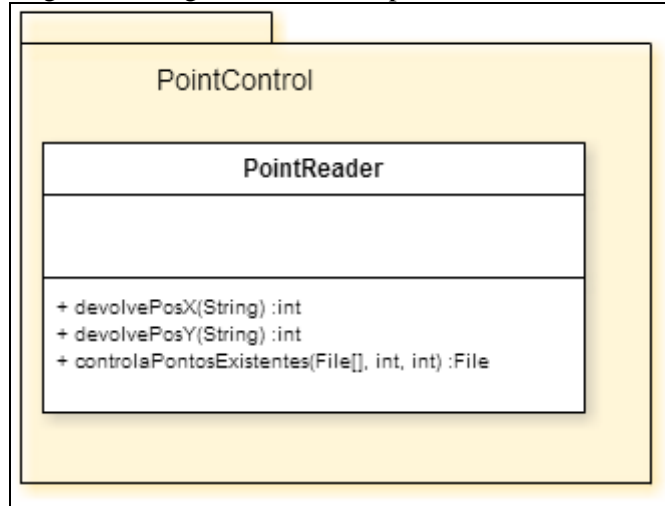 PointControl
PointReader
+ devolvePosX(String) :int
+ devolvePosY(String) :int
+ controlaPontosExistentes(File[], int, int) :File